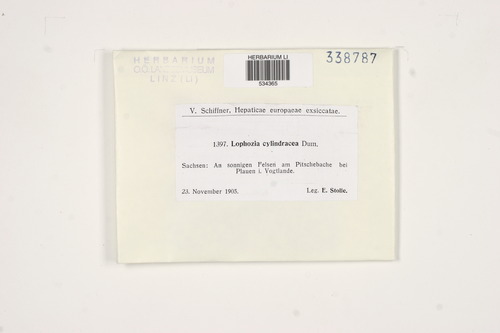 HERBARIUM
LINZ (LI)
HERBARIUM LI
534365
338787
V. Schiffner, Hepaticae europaeae exsiccatae.
1397. Lophozia cylindracea Dum.
Sachsen: An sonnigen Felsen am Pitschebache bei
Plauen i. Vogtlande.
23. November 1905.
Leg. E. Stolle.